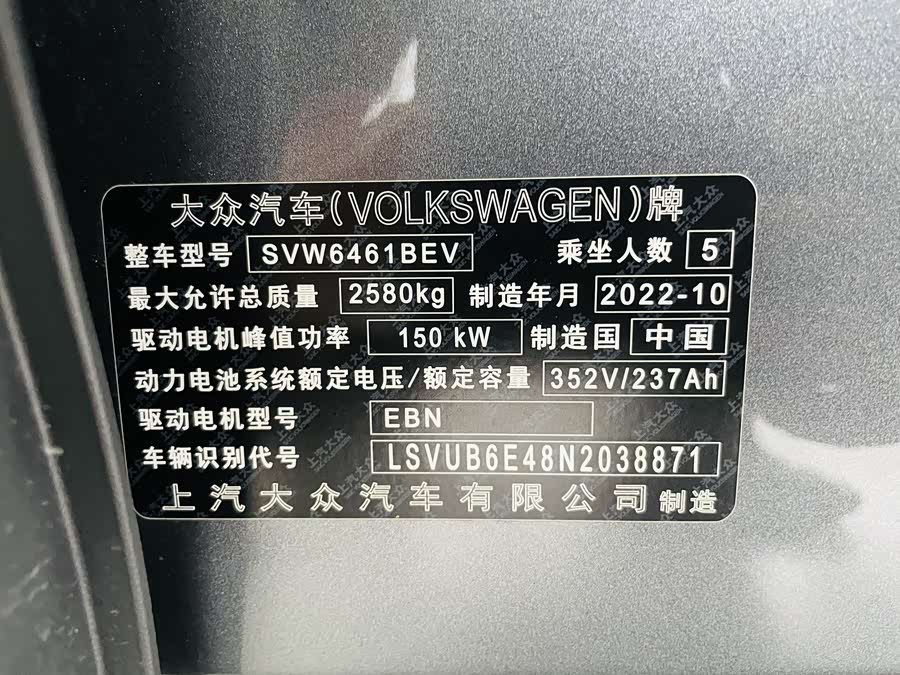 大众汽车(VOLKSWAGEN)牌
整车型号 SVW6461BEV 乘坐人数 5
最大允许总质量 2580kg 制造年月 2022-10
驱动电机峰值功率 150 kW 制造国 中国
动力电池系统额定电压/额定容量 352V/237Ah
驱动电机型号 EBN
车辆识别代号 LSVUB6E48N2038871
上汽大众汽车有限公司 制造